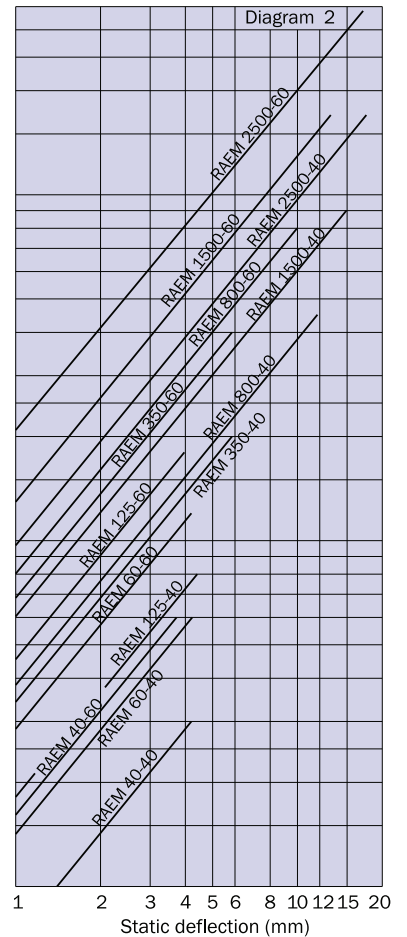 Diagram 2
RAEM 2500-60
RAEM 1500-60
RAEM 2500-40
RAEM 800-60
RAEM 1500-40
RAEM 350-60
RAEM 800-40
RAEM 350-40
RAEM 125-60
RAEM 60-60
RAEM 125-40
RAEM 40-60
RAEM 60-40
RAEM 40-40
1 2 3 4 5 6 8 10 12 15 20
Static deflection (mm)